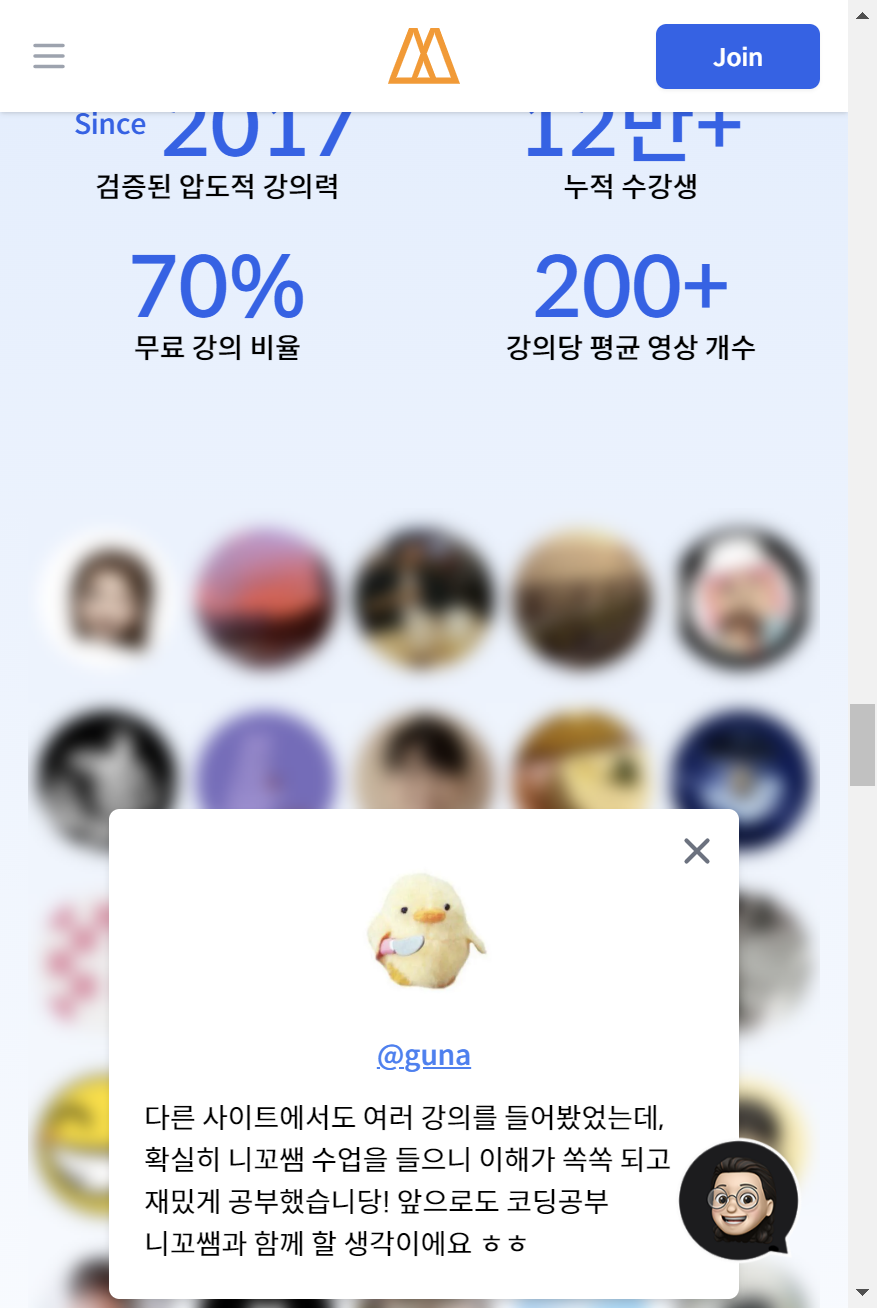 Join
Since 2017
12만+
검증된 압도적 강의력
누적 수강생
70%
200+
무료 강의 비율
강의당 평균 영상 개수
@guna
다른 사이트에서도 여러 강의를 들어봤었는데,
확실히 니꼬쌤 수업을 들으니 이해가 쏙쏙 되고
재밌게 공부했습니당! 앞으로도 코딩공부
니꼬쌤과 함께 할 생각이에요 ㅎㅎ